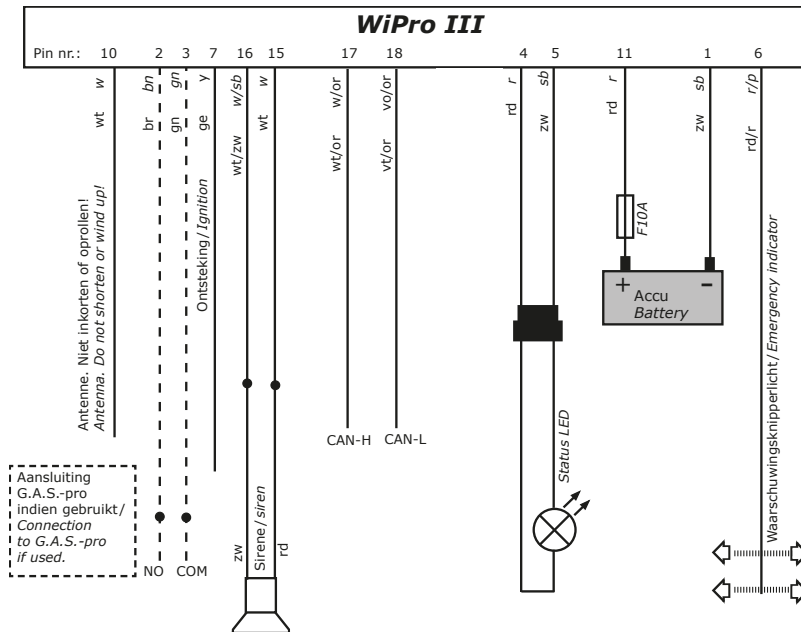 WiPro III
Pin nr.: 10 2 3 7 16 15 17 18 4 5 11 1 6
w bn gn y w/sb w w/or vo/or r sb r sb r/p
wt br gn ge wt/zw wt wt/or vt/or rd zw rd zw rd/r
Antenne. Niet inkorten of oprollen!
Antenna. Do not shorten or wind up!
Ontsteking/Ignition
F10A
+ -
Accu
Battery
Waarschuwingsknipperlicht/Emergency indicator
CAN-H CAN-L
Status LED
Aansluiting
G.A.S.-pro
indien gebruikt/
Connection
to G.A.S.-pro
if used.
NO COM
zw
Sirene/siren
rd